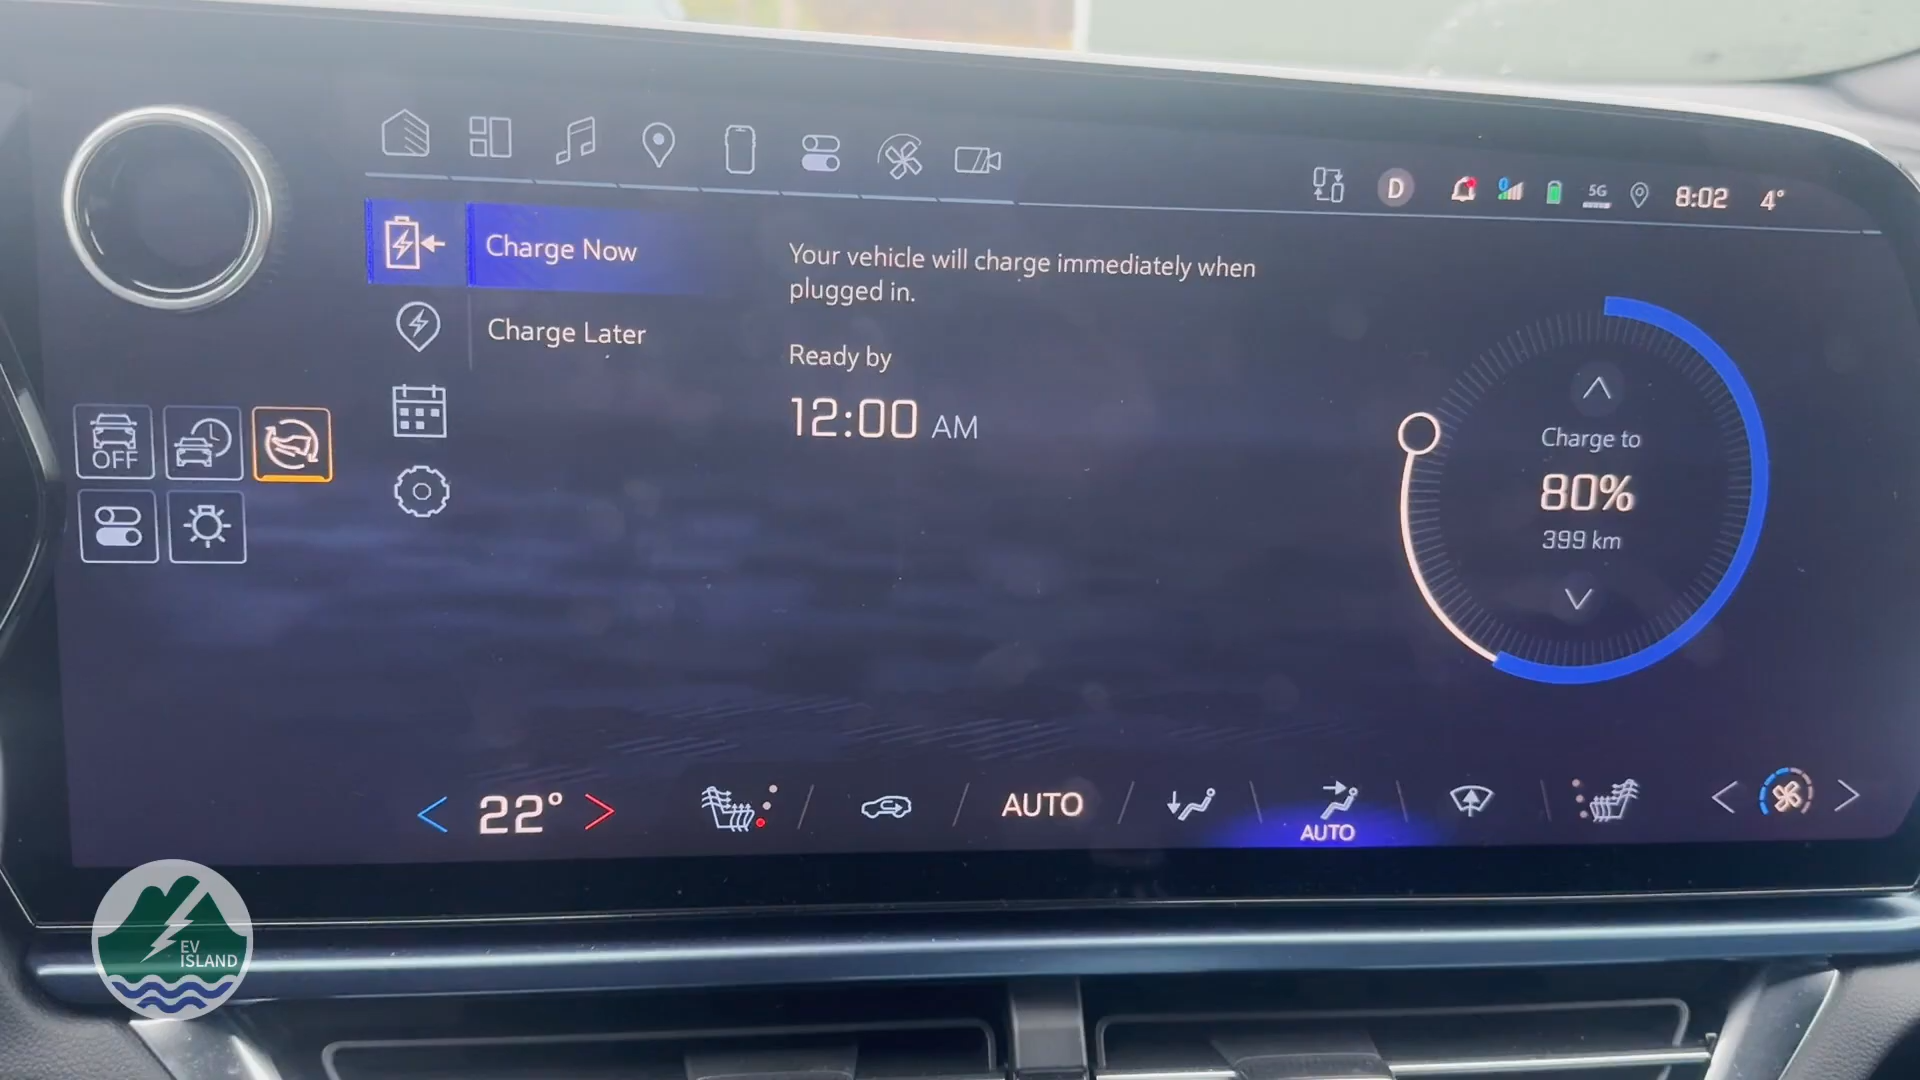 D
5G
8:02
4°
Charge Now
Charge Later
Your vehicle will charge immediately when
plugged in.
Ready by
12:00 AM
OFF
Charge to
80%
399 km
22°
AUTO
AUTO
EV
ISLAND